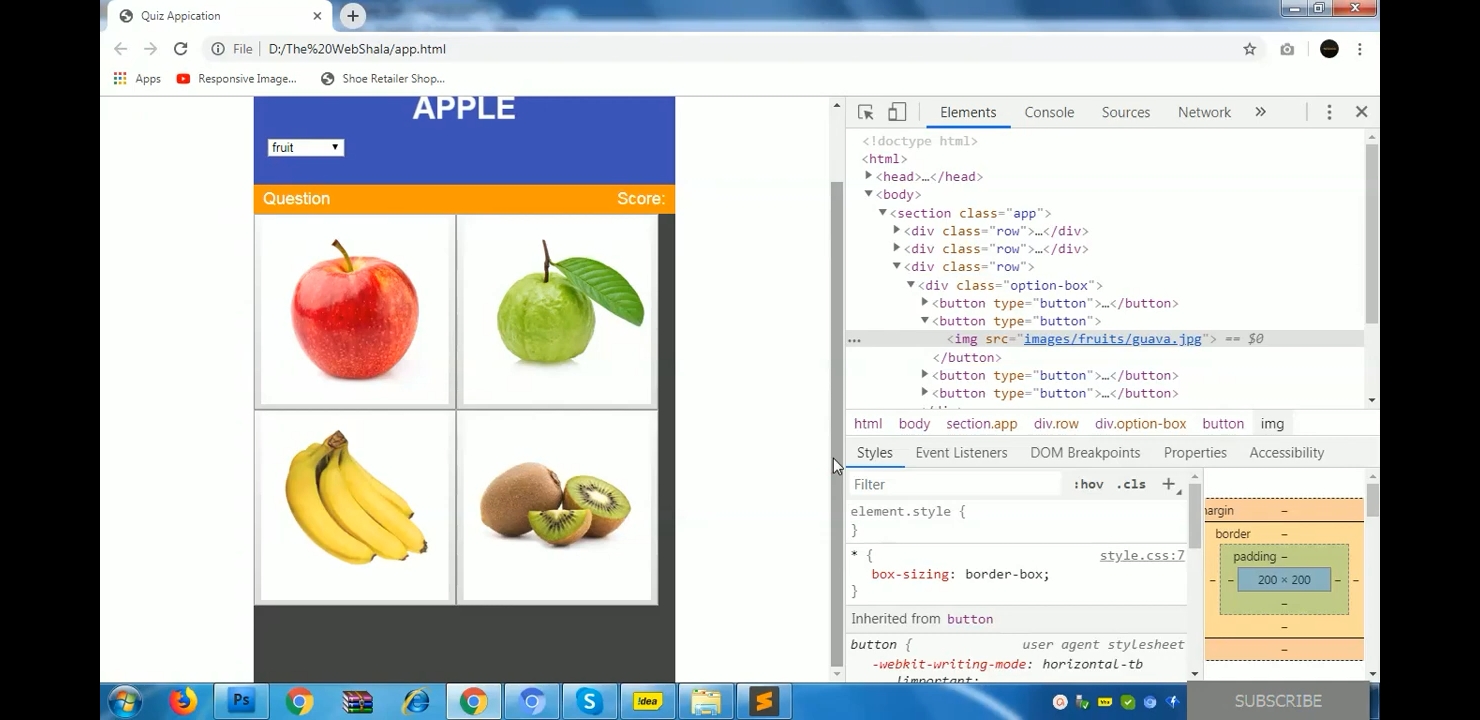 Quiz Appication
File D:/The%20WebShala/app.html
Apps Responsive Image... Shoe Retailer Shop...
APPLE
fruit
Question Score:
Elements Console Sources Network
<!doctype html>
<html>
<head>…</head>
<body>
<section class="app">
<div class="row">…</div>
<div class="row">…</div>
<div class="row">
<div class="option-box">
<button type="button">…</button>
<button type="button">
<img src="images/fruits/guava.jpg"> == $0
</button>
<button type="button">…</button>
<button type="button">…</button>
html body section.app div.row div.option-box button img
Styles Event Listeners DOM Breakpoints Properties Accessibility
Filter :hov .cls +
element.style {
}
* { style.css:7
box-sizing: border-box;
}
Inherited from button
button { user agent stylesheet
-webkit-writing-mode: horizontal-tb
!important;
margin –
border –
padding –
– – 200 × 200 – –
–
–
–
Ps !dea
SUBSCRIBE